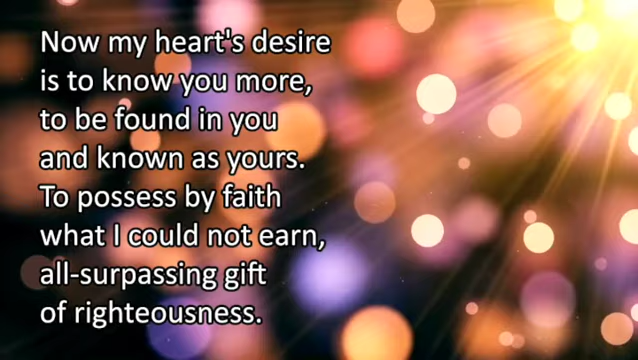 Now my heart's desire
is to know you more,
to be found in you
and known as yours.
To possess by faith
what I could not earn,
all-surpassing gift
of righteousness.